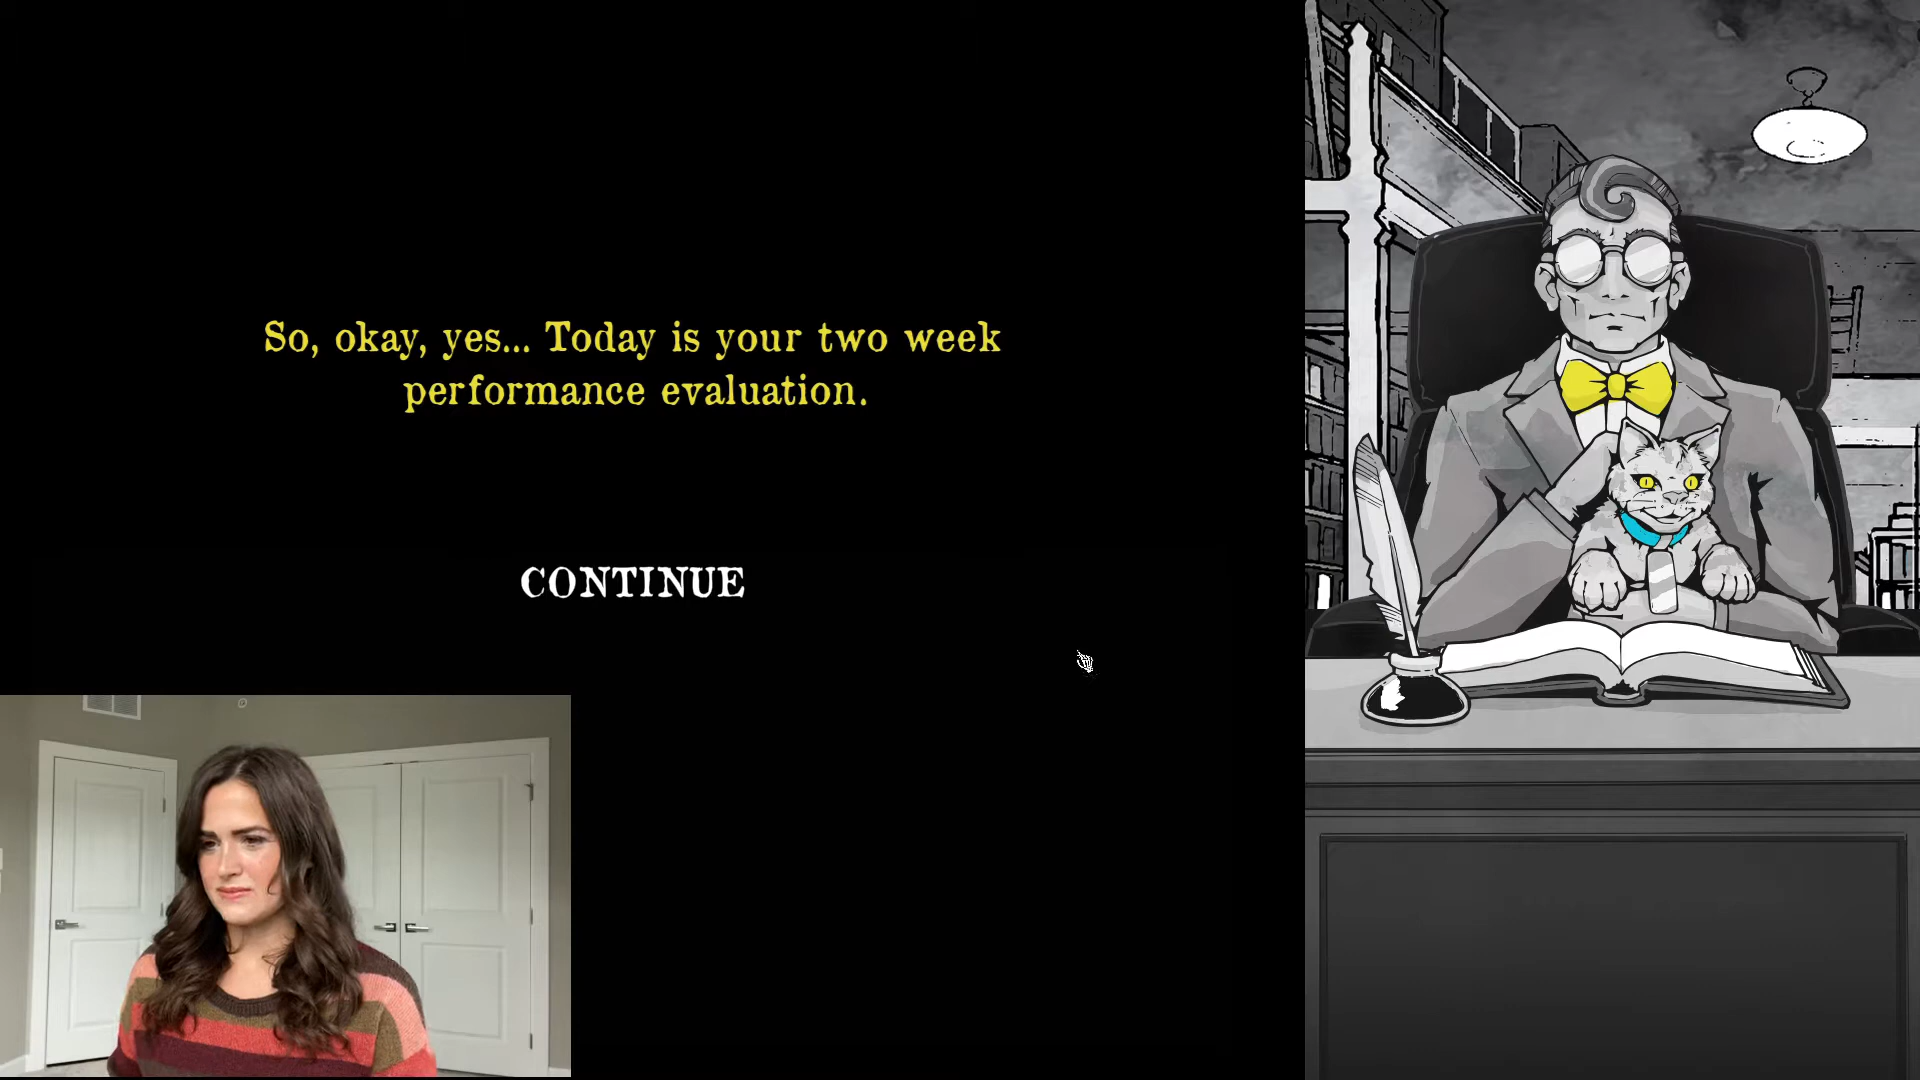 So, okay, yes... Today is your two week
performance evaluation.
CONTINUE